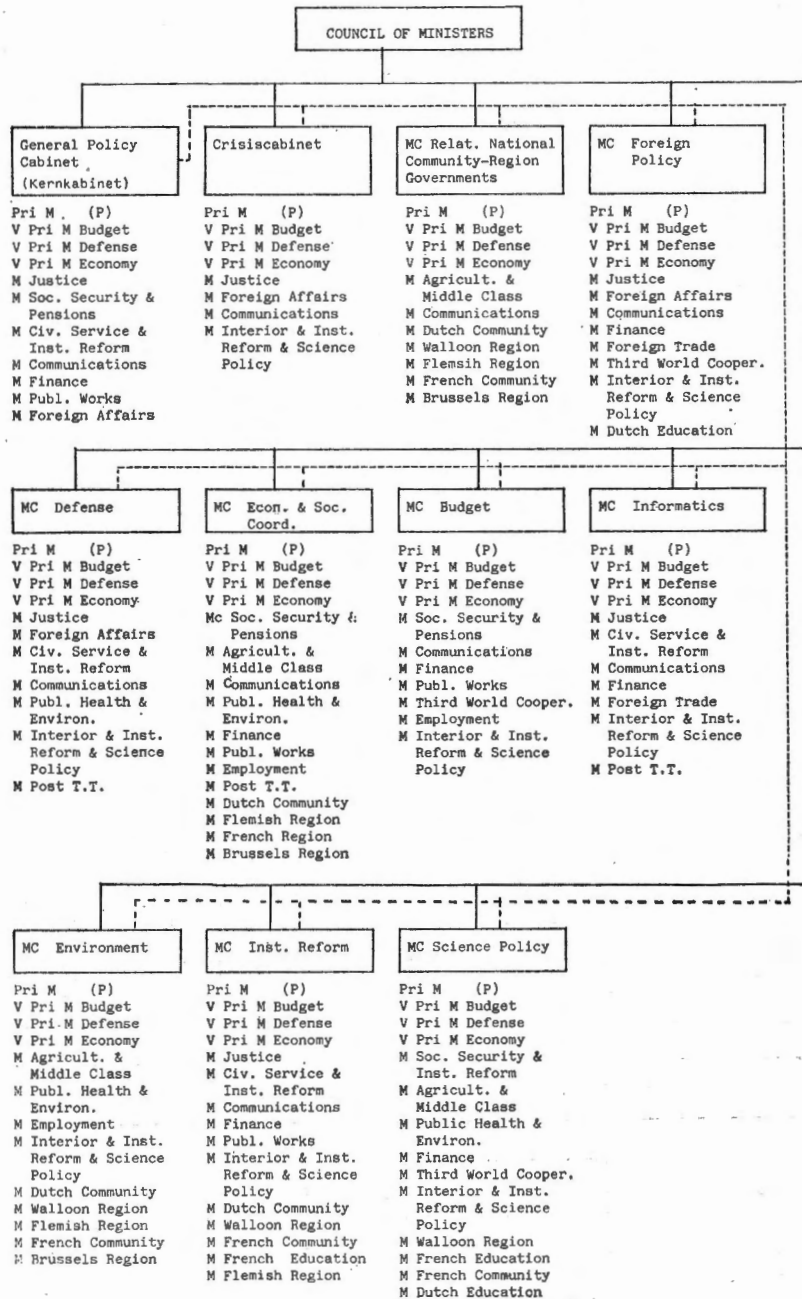 COUNCIL OF MINISTERS
General Policy
Cabinet
(Kernkabinet)
Pri M. (P)
V Pri M Budget
V Pri M Defense
V Pri M Economy
M Justice
M Soc. Security &
Pensions
M Civ. Service &
Inst. Reform
M Communications
M Finance
M Publ. Works
M Foreign Affairs
Crisiscabinet
Pri M (P)
V Pri M Budget
V Pri M Defense
V Pri M Economy
M Justice
M Foreign Affairs
M Communications
M Interior & Inst.
Reform & Science
Policy
MC Relat. National
Community-Region
Governments
Pri M (P)
V Pri M Budget
V Pri M Defense
V Pri M Economy
M Agricult. &
Middle Class
M Communications
M Dutch Community
M Walloon Region
M Flemsih Region
M French Community
M Brussels Region
MC Foreign
Policy
Pri M (P)
V Pri M Budget
V Pri M Defense
V Pri M Economy
M Justice
M Foreign Affairs
M Communications
M Finance
M Foreign Trade
M Third World Cooper.
M Interior & Inst.
Reform & Science
Policy
M Dutch Education
MC Defense
Pri M (P)
V Pri M Budget
V Pri M Defense
V Pri M Economy
M Justice
M Foreign Affairs
M Civ. Service &
Inst. Reform
M Communications
M Publ. Health &
Environ.
M Interior & Inst.
Reform & Science
Policy
M Post T.T.
MC Econ. & Soc.
Coord.
Pri M (P)
V Pri M Budget
V Pri M Defense
V Pri M Economy
Mc Soc. Security &
Pensions
M Agricult. &
Middle Class
M Communications
M Publ. Health &
Environ.
M Finance
M Publ. Works
M Employment
M Post T.T.
M Dutch Community
M Flemish Region
M French Region
M Brussels Region
MC Budget
Pri M (P)
V Pri M Budget
V Pri M Defense
V Pri M Economy
M Soc. Security &
Pensions
M Communications
M Finance
M Publ. Works
M Third World Cooper.
M Employment
M Interior & Inst.
Reform & Science
Policy
MC Informatics
Pri M (P)
V Pri M Budget
V Pri M Defense
V Pri M Economy
M Justice
M Civ. Service &
Inst. Reform
M Communications
M Finance
M Foreign Trade
M Interior & Inst.
Reform & Science
Policy
M Post T.T.
MC Environment
Pri M (P)
V Pri M Budget
V Pri M Defense
V Pri M Economy
M Agricult. &
Middle Class
M Publ. Health &
Environ.
M Employment
M Interior & Inst.
Reform & Science
Policy
M Dutch Community
M Walloon Region
M Flemish Region
M French Community
M Brussels Region
MC Inst. Reform
Pri M (P)
V Pri M Budget
V Pri M Defense
V Pri M Economy
M Justice
M Civ. Service &
Inst. Reform
M Communications
M Finance
M Publ. Works
M Interior & Inst.
Reform & Science
Policy
M Dutch Community
M Walloon Region
M French Community
M French Education
M Flemish Region
MC Science Policy
Pri M (P)
V Pri M Budget
V Pri M Defense
V Pri M Economy
M Soc. Security &
Inst. Reform
M Agricult. &
Middle Class
M Public Health &
Environ.
M Finance
M Third World Cooper.
M Interior & Inst.
Reform & Science
Policy
M Walloon Region
M French Education
M French Community
M Dutch Education